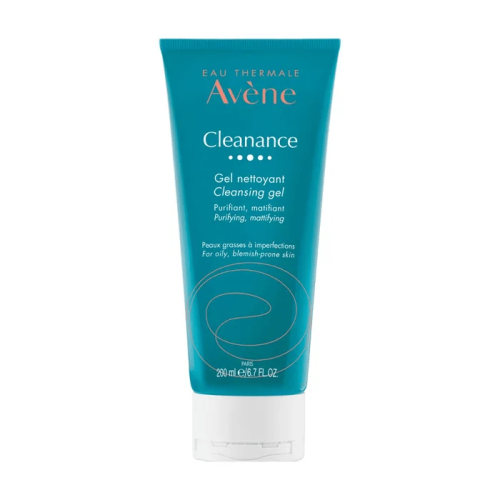 EAU THERMALE
Avène
Cleanance
Gel nettoyant
Cleansing gel
Purifiant, matifiant
Purifying, mattifying
Peaux grasses à imperfections
For oily, blemish-prone skin
PARIS
200 ml ℮/6.7 FL.OZ.